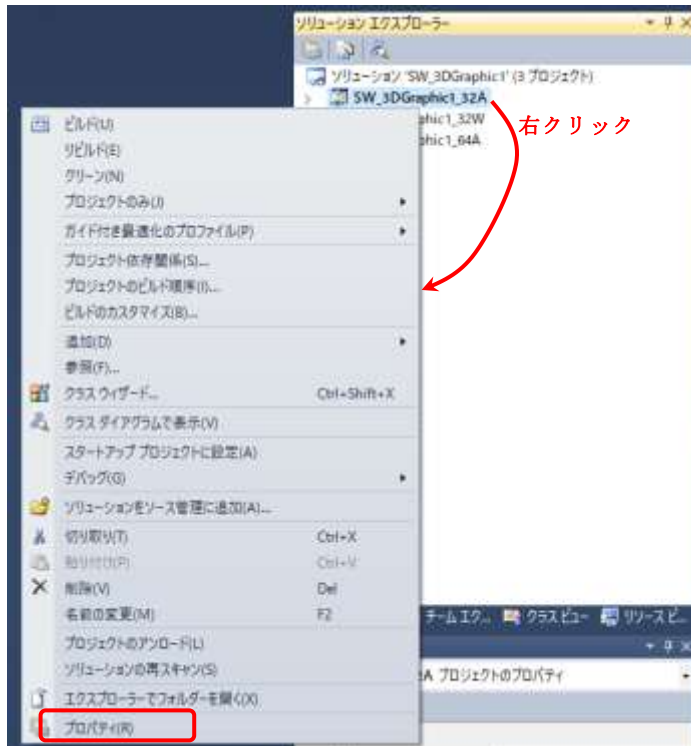 ソリューション エクスプローラー
ソリューション 'SW_3DGraphic1' (3 プロジェクト)
SW_3DGraphic1_32A
phic1_32W
phic1_64A
右クリック
ビルド(U)
リビルド(E)
クリーン(N)
プロジェクトのみ(J)
ガイド付き最適化のプロファイル(P)
プロジェクト依存関係(S)...
プロジェクトのビルド順序(I)...
ビルドのカスタマイズ(B)...
追加(D)
参照(F)...
クラス ウィザード... Ctrl+Shift+X
クラス ダイアグラムで表示(V)
スタートアップ プロジェクトに設定(A)
デバッグ(G)
ソリューションをソース管理に追加(A)...
切り取り(T) Ctrl+X
貼り付け(P) Ctrl+V
削除(V) Del
名前の変更(M) F2
チーム エク... クラス ビュー リソース ビ...
プロジェクトのアンロード(L)
ソリューションの再スキャン(S)
A プロジェクトのプロパティ
エクスプローラーでフォルダーを開く(X)
プロパティ(R)